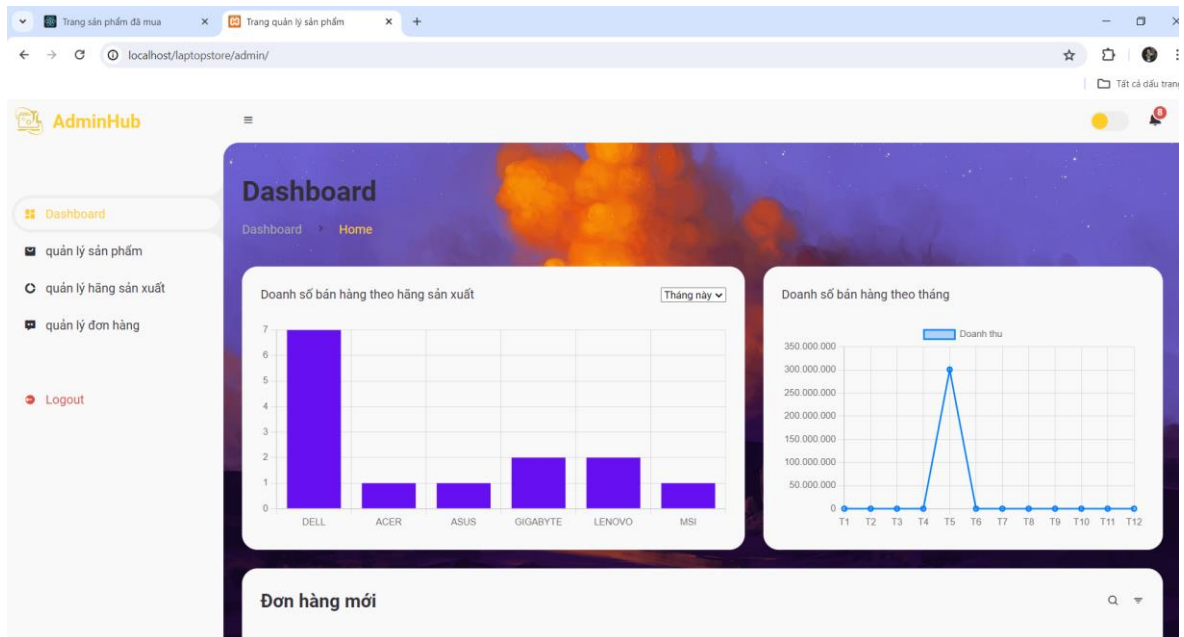 Trang sản phẩm đã mua
Trang quản lý sản phẩm
localhost/laptopstore/admin/
Tất cả dấu trang
AdminHub
8
Dashboard
quản lý sản phẩm
quản lý hãng sản xuất
quản lý đơn hàng
Logout
Dashboard
Dashboard Home
Doanh số bán hàng theo hãng sản xuất
Tháng này
7
6
5
4
3
2
1
0
DELL ACER ASUS GIGABYTE LENOVO MSI
Doanh số bán hàng theo tháng
Doanh thu
350.000.000
300.000.000
250.000.000
200.000.000
150.000.000
100.000.000
50.000.000
0
T1 T2 T3 T4 T5 T6 T7 T8 T9 T10 T11 T12
Đơn hàng mới